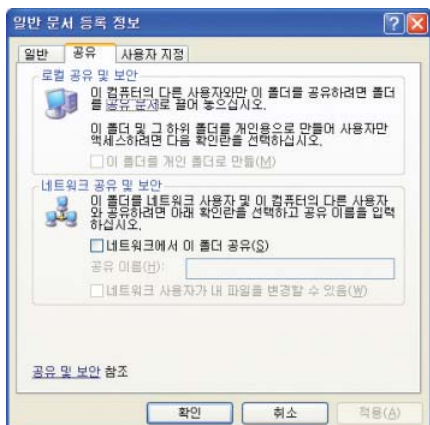 일반 문서 등록 정보
일반 공유 사용자 지정
로컬 공유 및 보안
이 컴퓨터의 다른 사용자와만 이 폴더를 공유하려면 폴더
를 공유 문서로 끌어 놓으십시오.
이 폴더 및 그 하위 폴더를 개인용으로 만들어 사용자만
액세스하려면 다음 확인란을 선택하십시오.
이 폴더를 개인 폴더로 만듦(M)
네트워크 공유 및 보안
이 폴더를 네트워크 사용자 및 이 컴퓨터의 다른 사용자
와 공유하려면 아래 확인란을 선택하고 공유 이름을 입력
하십시오.
네트워크에서 이 폴더 공유(S)
공유 이름(H):
네트워크 사용자가 내 파일을 변경할 수 있음(W)
공유 및 보안 참조
확인 취소 적용(A)